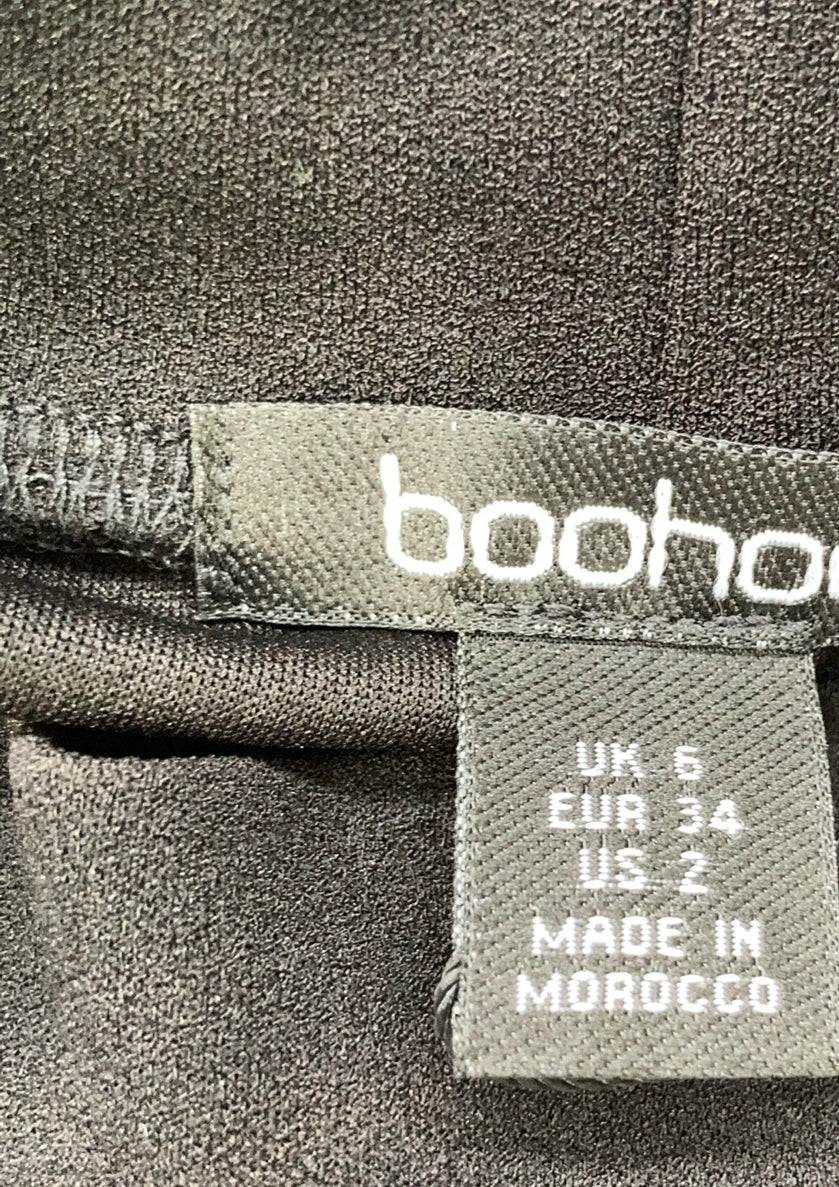 booho
UK 6
EUR 34
US 2
MADE IN
MOROCCO